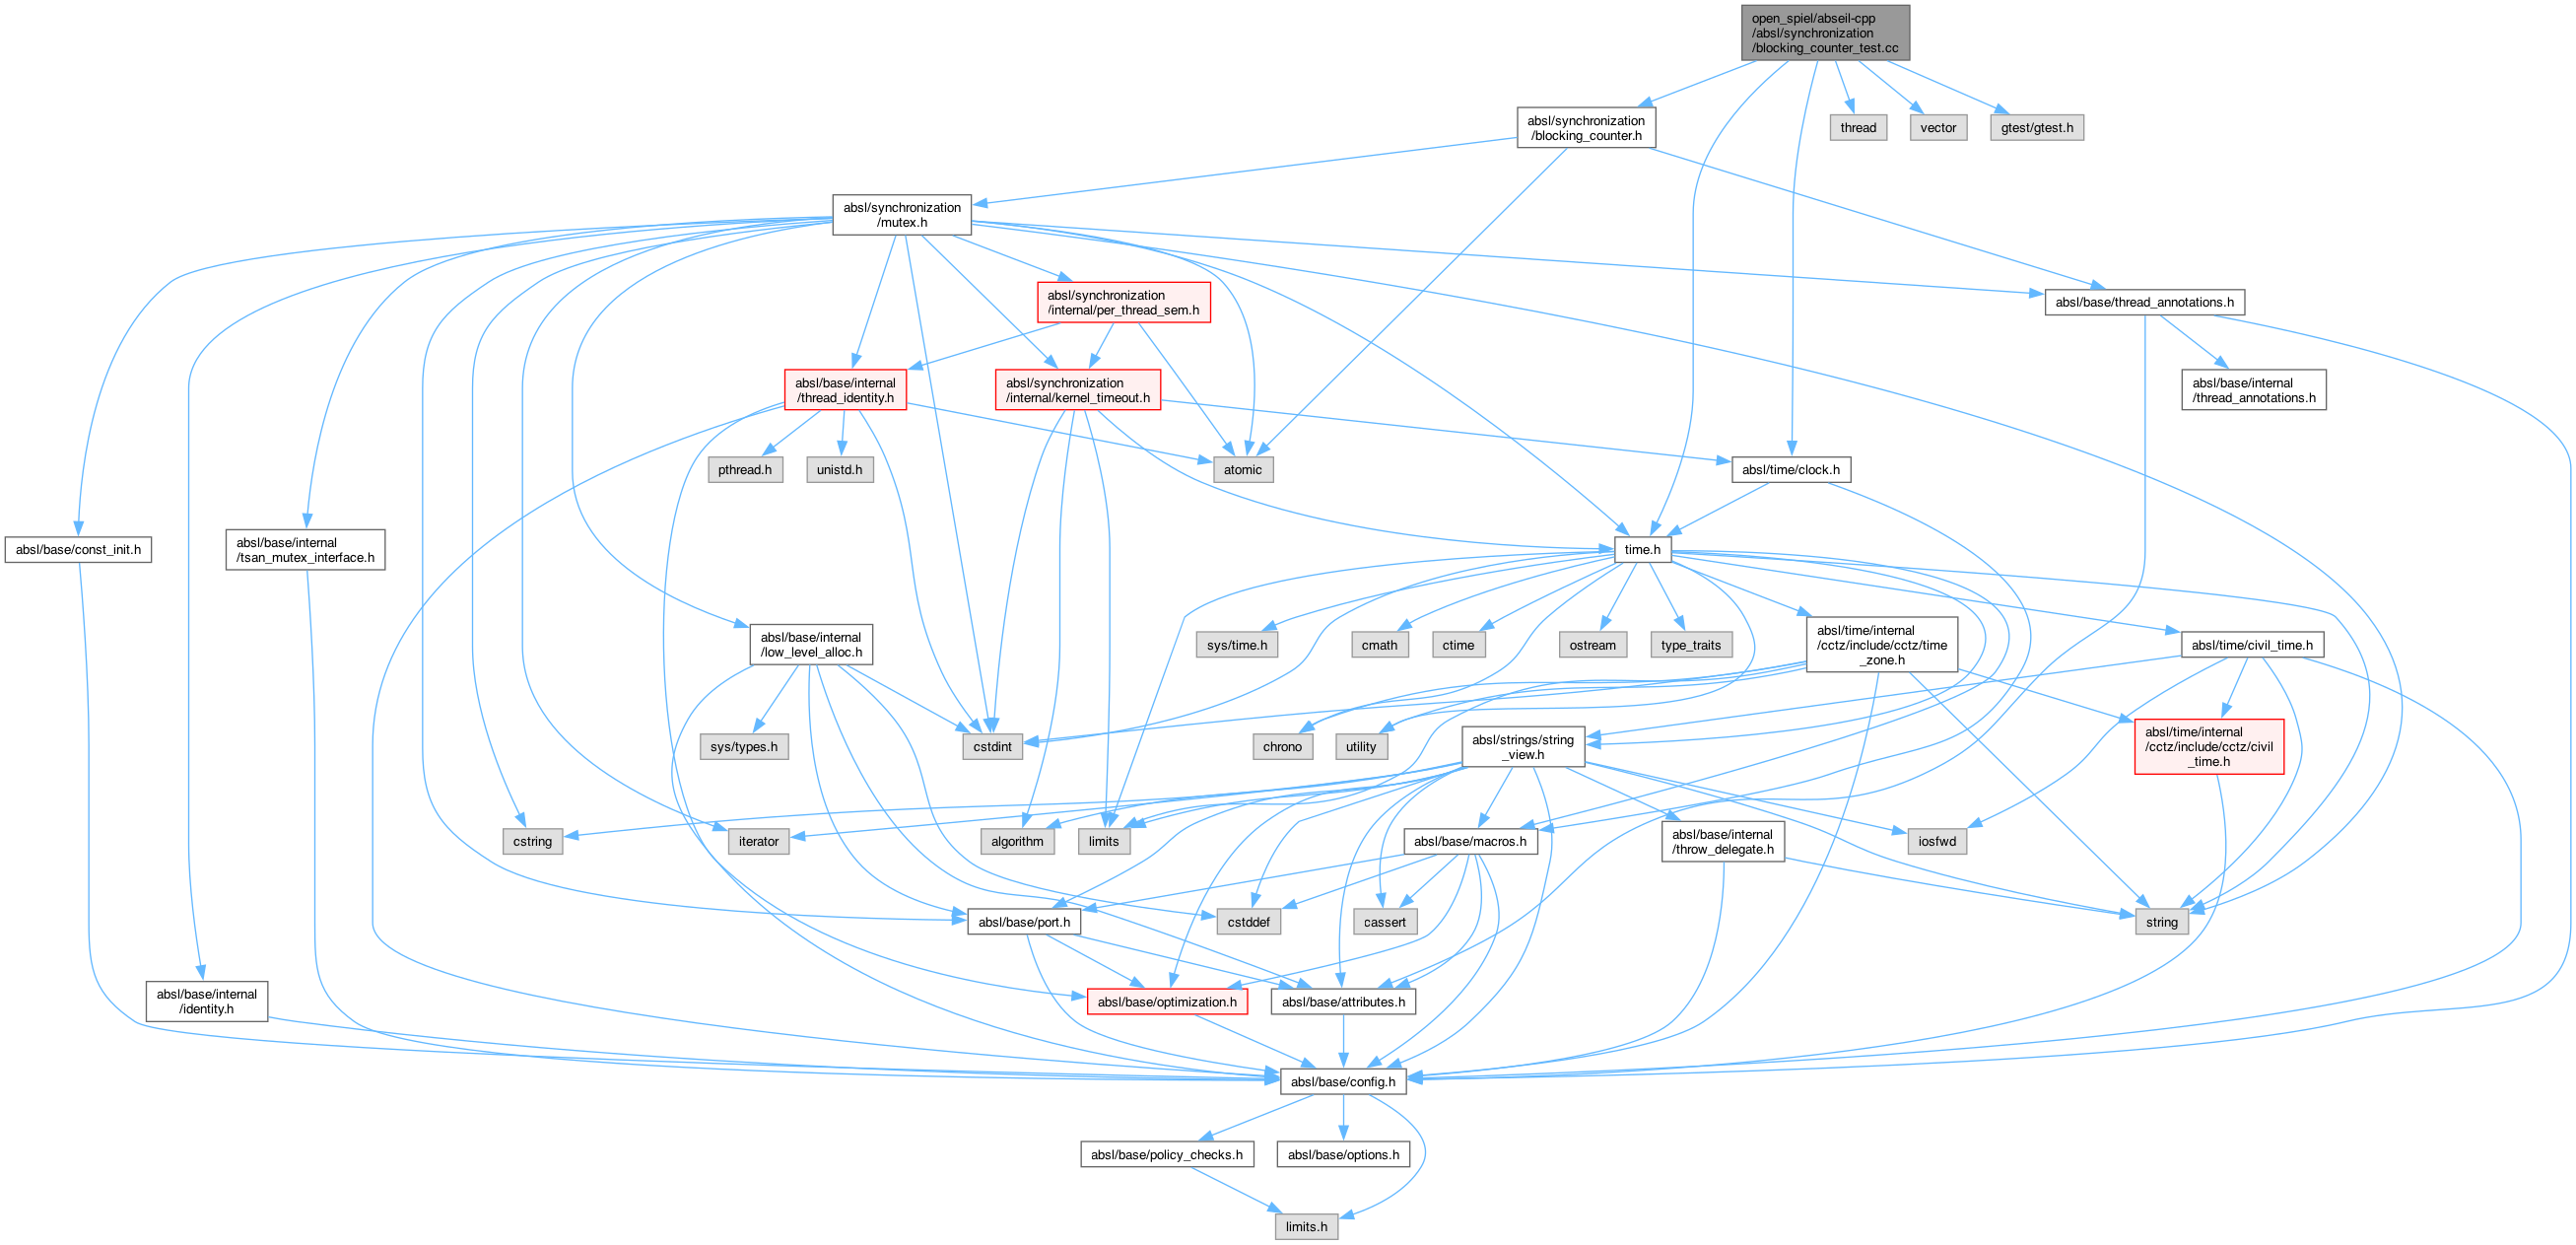 open_spiel/abseil-cpp
/absl/synchronization
/blocking_counter_test.cc
absl/synchronization
/blocking_counter.h
thread
vector
gtest/gtest.h
absl/synchronization
/mutex.h
absl/synchronization
/internal/per_thread_sem.h
absl/base/thread_annotations.h
absl/base/internal
/thread_identity.h
absl/synchronization
/internal/kernel_timeout.h
absl/base/internal
/thread_annotations.h
pthread.h
unistd.h
atomic
absl/time/clock.h
absl/base/const_init.h
absl/base/internal
/tsan_mutex_interface.h
time.h
absl/base/internal
/low_level_alloc.h
sys/time.h
cmath
ctime
ostream
type_traits
absl/time/internal
/cctz/include/cctz/time
_zone.h
absl/time/civil_time.h
sys/types.h
cstdint
chrono
utility
absl/strings/string
_view.h
absl/time/internal
/cctz/include/cctz/civil
_time.h
cstring
iterator
algorithm
limits
absl/base/macros.h
absl/base/internal
/throw_delegate.h
iosfwd
absl/base/port.h
cstddef
cassert
string
absl/base/internal
/identity.h
absl/base/optimization.h
absl/base/attributes.h
absl/base/config.h
absl/base/policy_checks.h
absl/base/options.h
limits.h